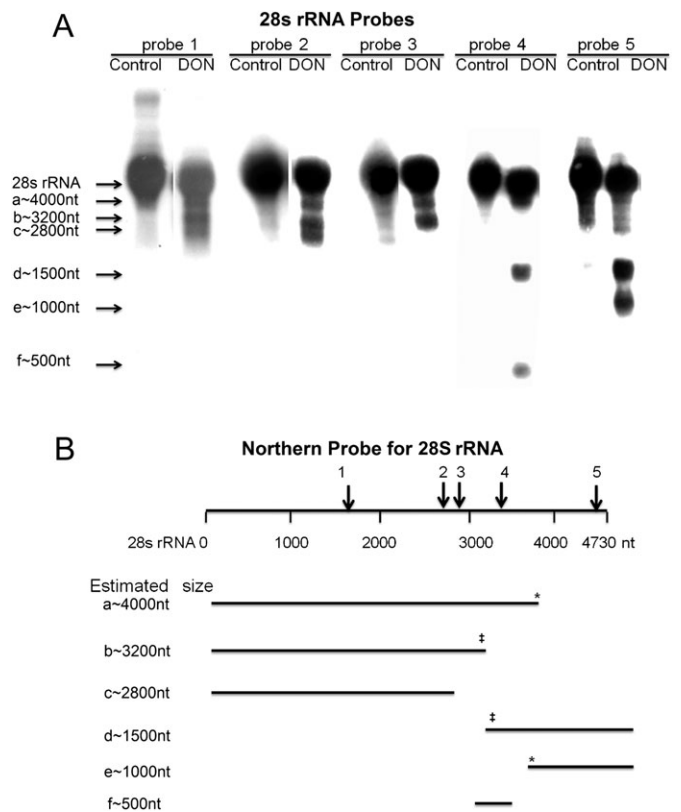 A
28s rRNA Probes
probe 1 probe 2 probe 3 probe 4 probe 5
Control DON Control DON Control DON Control DON Control DON
28s rRNA
a~4000nt
b~3200nt
c~2800nt
d~1500nt
e~1000nt
f~500nt
B
Northern Probe for 28S rRNA
1 2 3 4 5
28s rRNA 0 1000 2000 3000 4000 4730 nt
Estimated size
a~4000nt *
b~3200nt ‡
c~2800nt
d~1500nt ‡
e~1000nt *
f~500nt